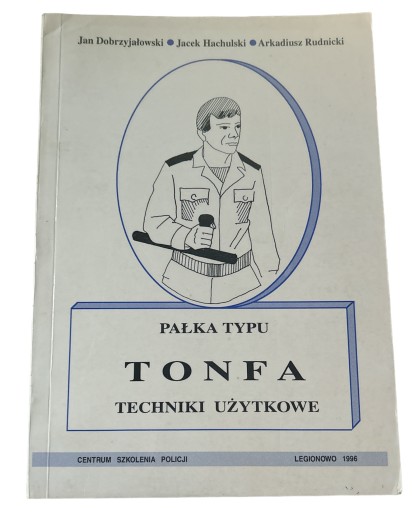 Jan Dobrzyjałowski ● Jacek Hachulski ● Arkadiusz Rudnicki
PAŁKA TYPU
TONFA
TECHNIKI UŻYTKOWE
CENTRUM SZKOLENIA POLICJI LEGIONOWO 1996